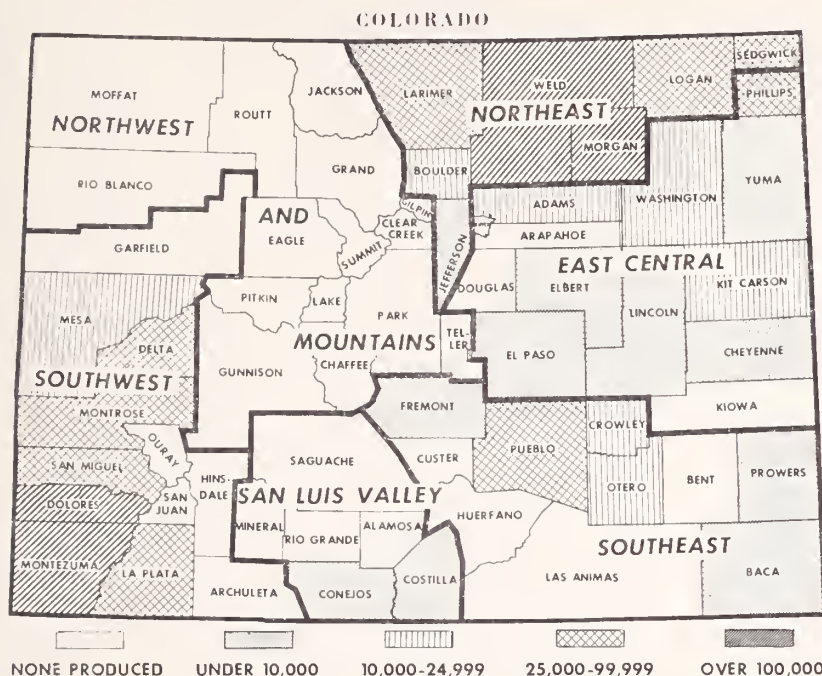 COLORADO
SEDGWICK
JACKSON
WELD
LOGAN
MOFFAT
LARIMER
PHILLIPS
NORTHWEST
ROUTT
NORTHEAST
MORGAN
GRAND
BOULDER
RIO BLANCO
YUMA
ADAMS
WASHINGTON
GILPIN
AND
CLEAR CREEK
ARAPAHOE
GARFIELD
EAGLE
SUMMIT
JEFFERSON
EAST CENTRAL
DOUGLAS
ELBERT
KIT CARSON
PITKIN
LAKE
MESA
PARK
LINCOLN
DELTA
MOUNTAINS
TEL-
LER
CHEYENNE
EL PASO
GUNNISON
CHAFFEE
SOUTHWEST
MONTROSE
FREMONT
KIOWA
CROWLEY
OURAY
PUEBLO
SAN MIGUEL
SAGUACHE
CUSTER
HINS-
DALE
OTERO
BENT
PROWERS
SAN
JUAN
SAN LUIS VALLEY
DOLORES
HUERFANO
MINERAL
ALAMOSA
RIO GRANDE
SOUTHEAST
MONTEZUMA
LA PLATA
COSTILLA
LAS ANIMAS
BACA
ARCHULETA
CONEJOS
NONE PRODUCED
UNDER 10,000
10,000-24,999
25,000-99,999
OVER 100,000